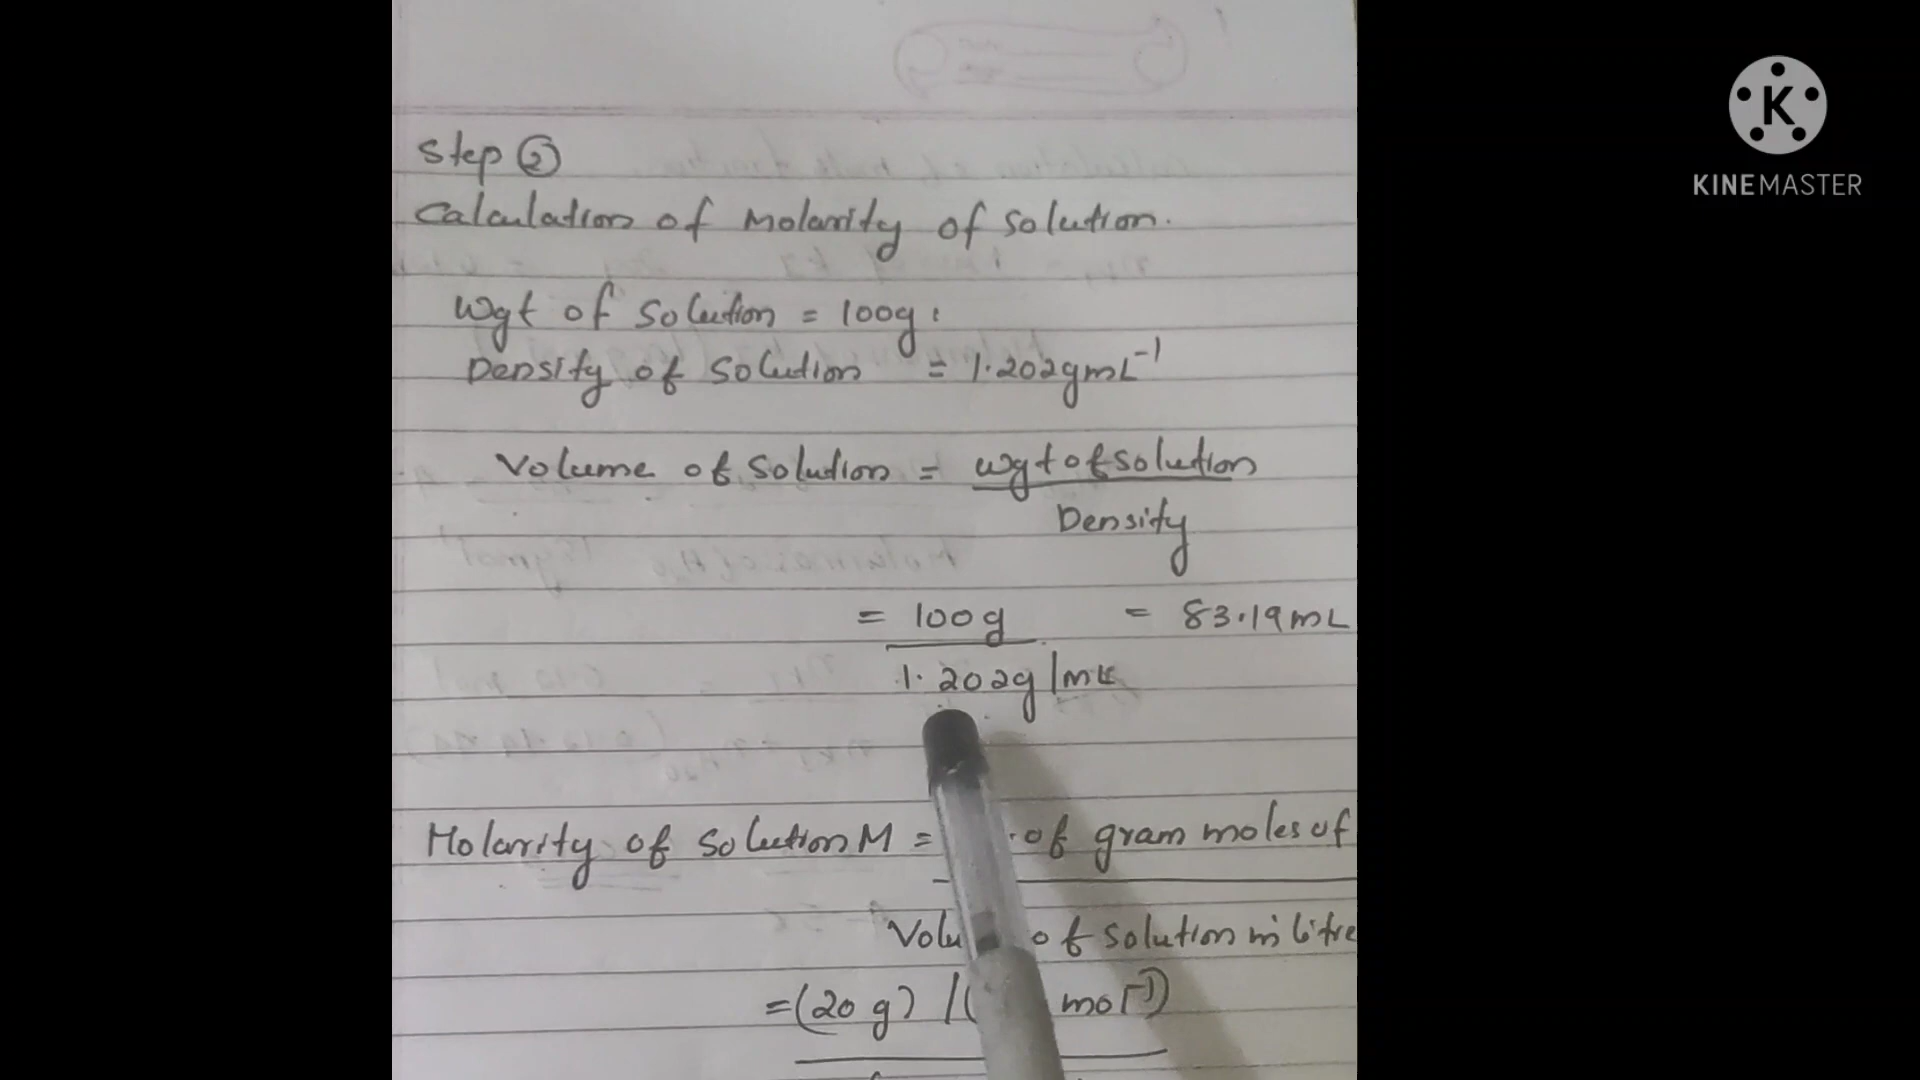 Step ②
Calculation of Molarity of solution.
Wgt of solution = 100g.
Density of solution = 1.202gmL⁻¹
Volume of solution = wgt of solution
Density
= 100g = 83.19mL
1.202g/mL
Molarity of solution M = of gram moles of
of solution in litre
=(20 g) /( mol⁻¹)
KINEMASTER